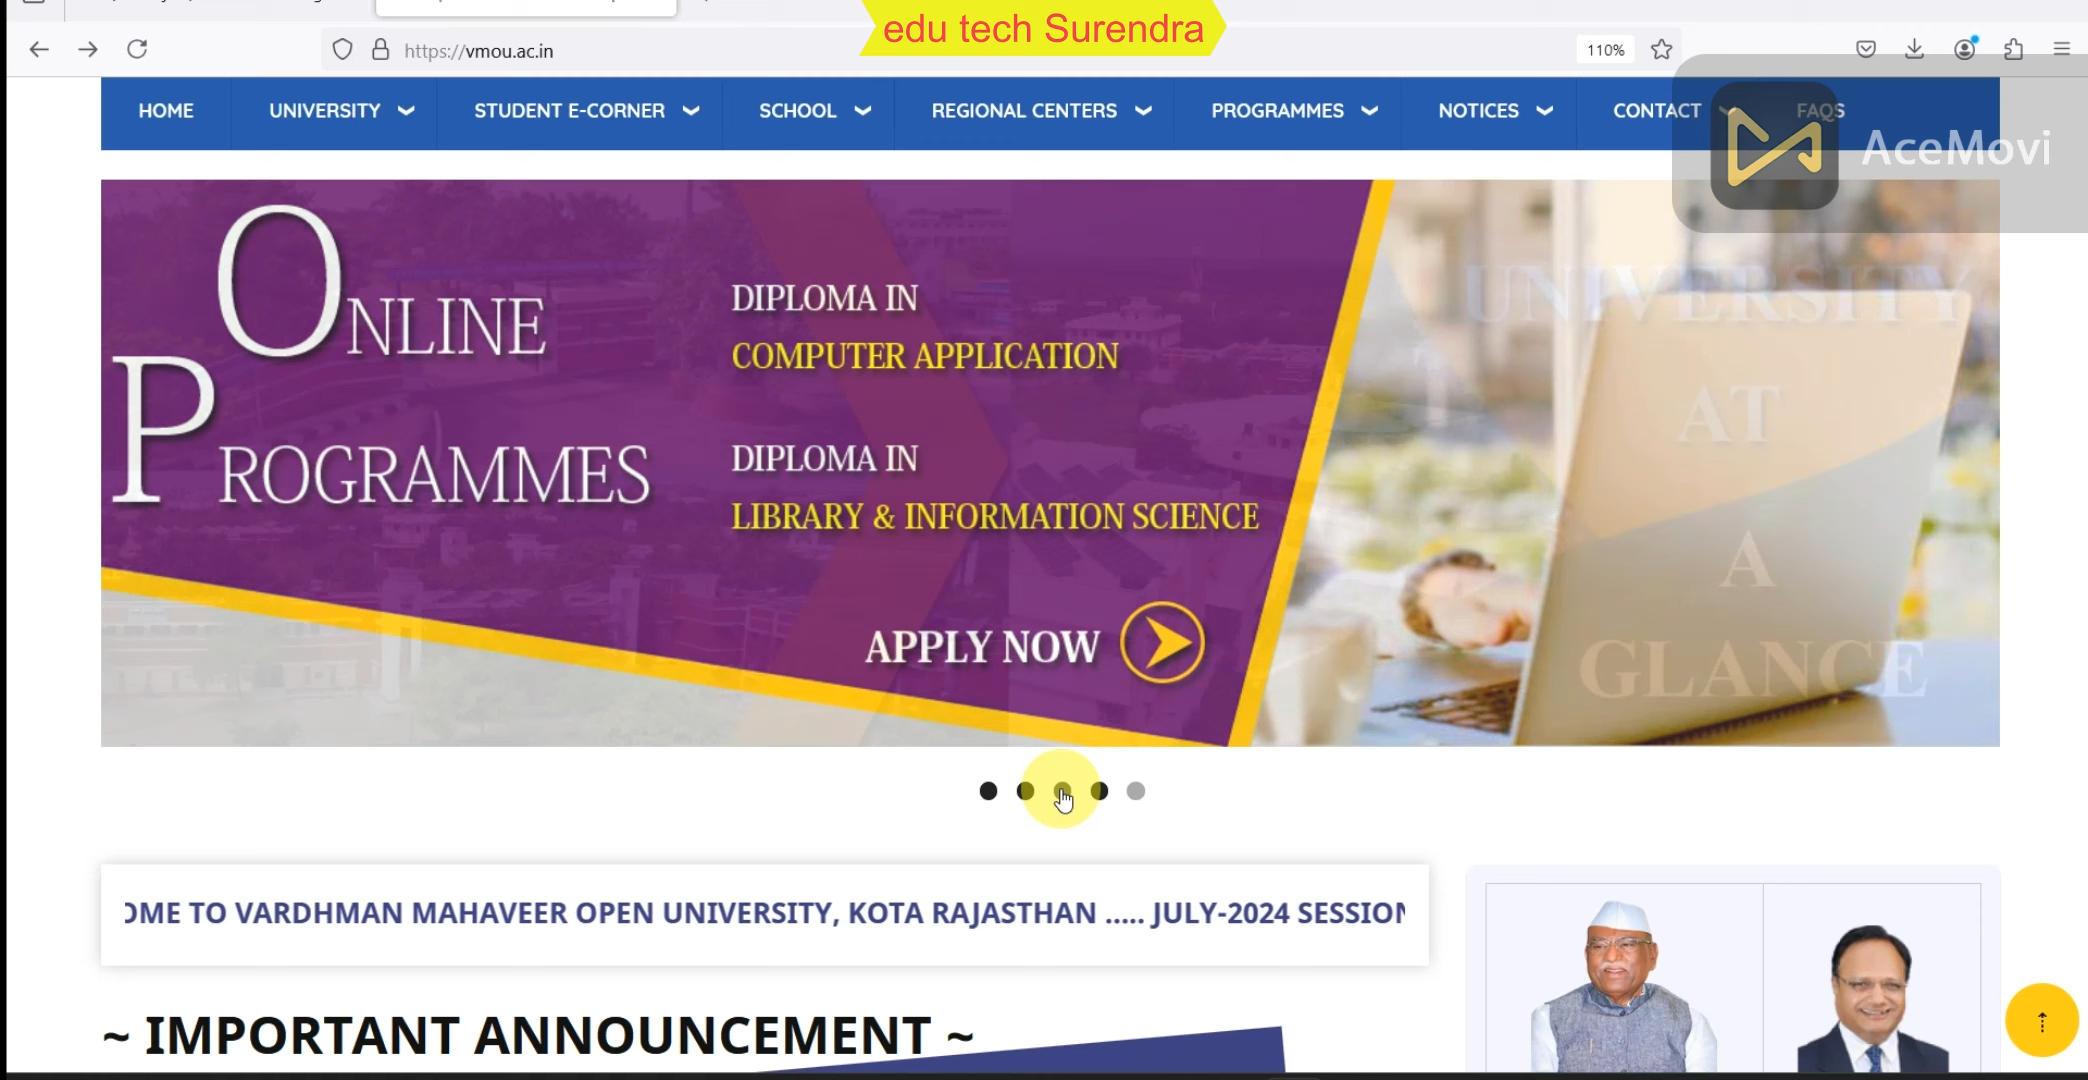 edu tech Surendra
https://vmou.ac.in
110%
HOME UNIVERSITY STUDENT E-CORNER SCHOOL REGIONAL CENTERS PROGRAMMES NOTICES CONTACT FAQS
AceMovi
ONLINE
PROGRAMMES
DIPLOMA IN
COMPUTER APPLICATION
DIPLOMA IN
LIBRARY & INFORMATION SCIENCE
APPLY NOW
UNIVERSITY
AT
A
GLANCE
OME TO VARDHMAN MAHAVEER OPEN UNIVERSITY, KOTA RAJASTHAN ..... JULY-2024 SESSION
~ IMPORTANT ANNOUNCEMENT ~